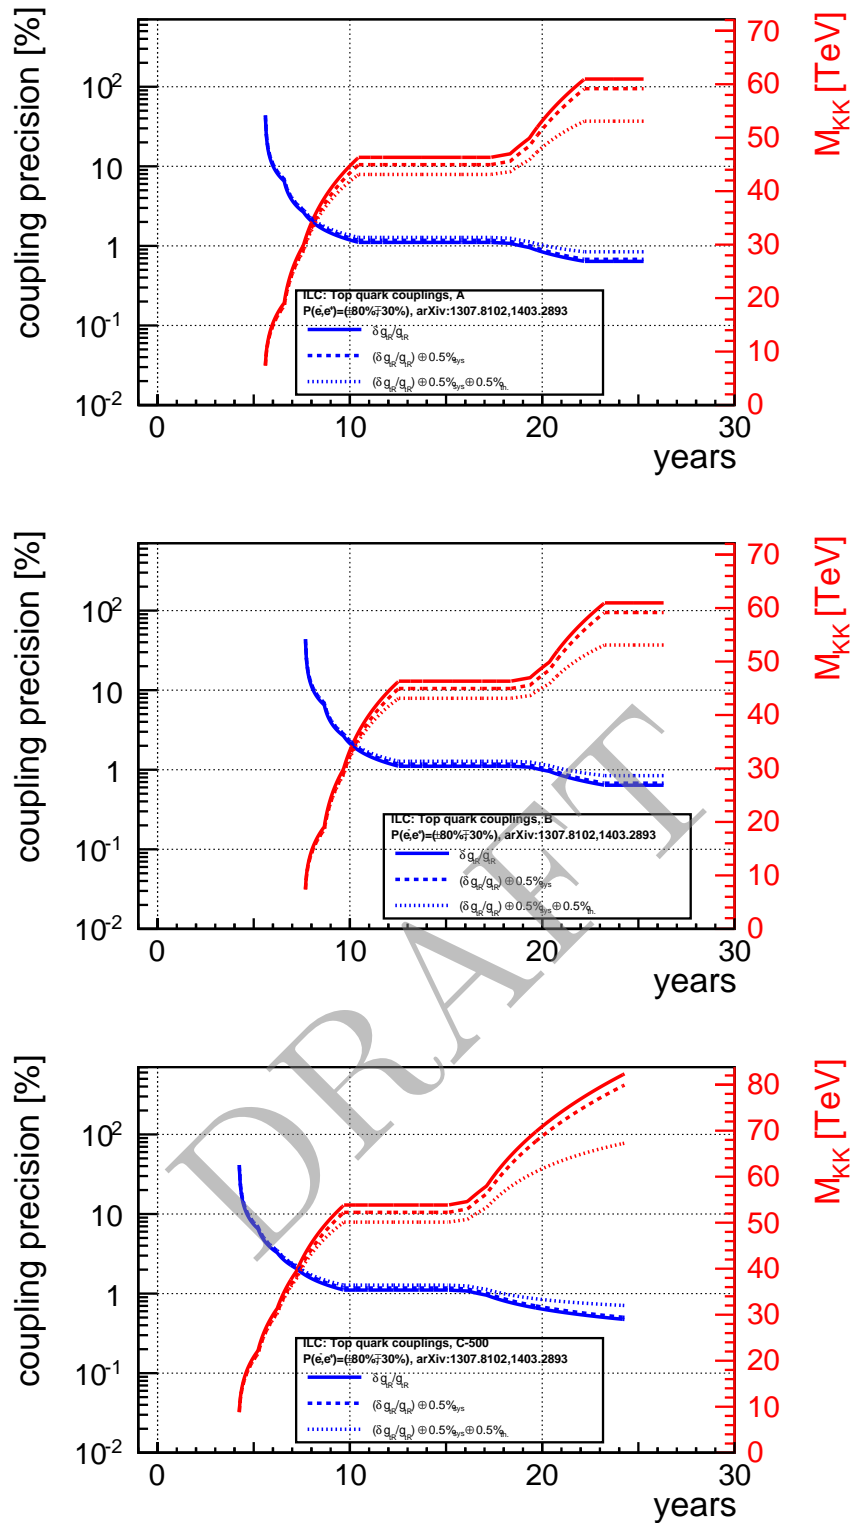 coupling precision [%]
M_KK [TeV]
10²
10
1
10⁻¹
10⁻²
70
60
50
40
30
20
10
0
ILC: Top quark couplings, A
P(e⁻,e⁺)=(±80%,∓30%), arXiv:1307.8102,1403.2893
δg_tR/g_tR
(δg_tR/g_tR)⊕0.5%_sys
(δg_tR/g_tR)⊕0.5%_sys⊕0.5%_th.
0 10 20 30
years
coupling precision [%]
M_KK [TeV]
10²
10
1
10⁻¹
10⁻²
70
60
50
40
30
20
10
0
ILC: Top quark couplings, B
P(e⁻,e⁺)=(±80%,∓30%), arXiv:1307.8102,1403.2893
δg_tR/g_tR
(δg_tR/g_tR)⊕0.5%_sys
(δg_tR/g_tR)⊕0.5%_sys⊕0.5%_th.
0 10 20 30
years
DRAFT
coupling precision [%]
M_KK [TeV]
10²
10
1
10⁻¹
10⁻²
80
70
60
50
40
30
20
10
0
ILC: Top quark couplings, C-500
P(e⁻,e⁺)=(±80%,∓30%), arXiv:1307.8102,1403.2893
δg_tR/g_tR
(δg_tR/g_tR)⊕0.5%_sys
(δg_tR/g_tR)⊕0.5%_sys⊕0.5%_th.
0 10 20 30
years